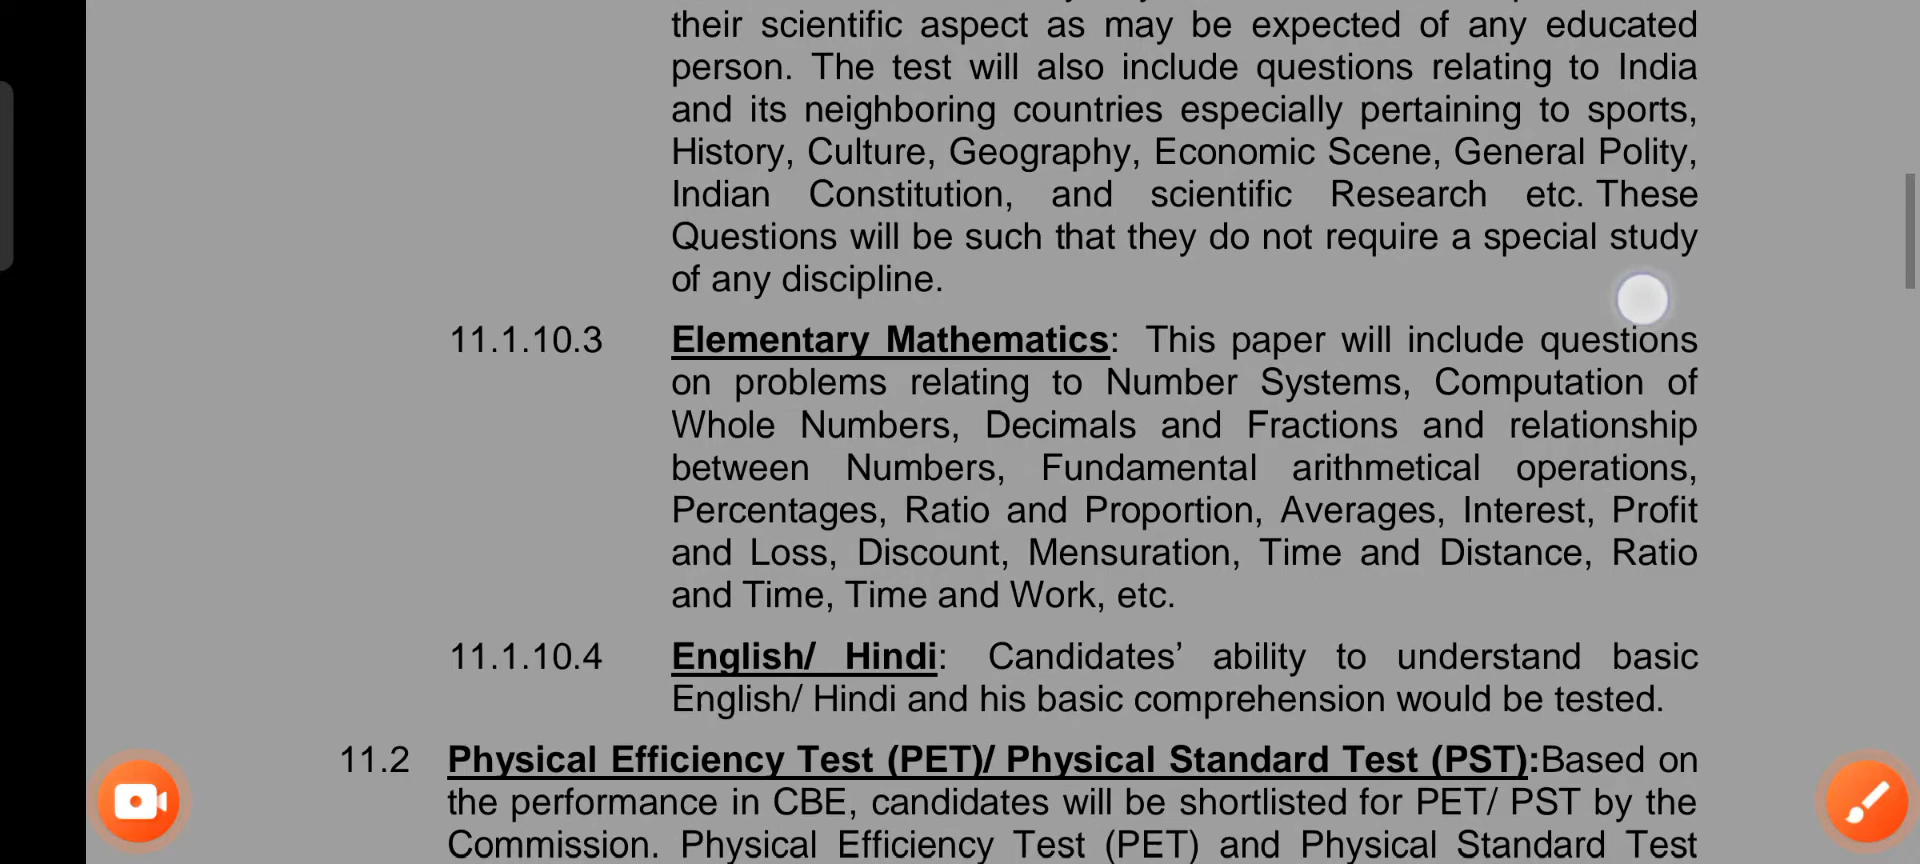 their scientific aspect as may be expected of any educated
person. The test will also include questions relating to India
and its neighboring countries especially pertaining to sports,
History, Culture, Geography, Economic Scene, General Polity,
Indian Constitution, and scientific Research etc. These
Questions will be such that they do not require a special study
of any discipline.
11.1.10.3 Elementary Mathematics: This paper will include questions
on problems relating to Number Systems, Computation of
Whole Numbers, Decimals and Fractions and relationship
between Numbers, Fundamental arithmetical operations,
Percentages, Ratio and Proportion, Averages, Interest, Profit
and Loss, Discount, Mensuration, Time and Distance, Ratio
and Time, Time and Work, etc.
11.1.10.4 English/ Hindi: Candidates’ ability to understand basic
English/ Hindi and his basic comprehension would be tested.
11.2 Physical Efficiency Test (PET)/ Physical Standard Test (PST):Based on
the performance in CBE, candidates will be shortlisted for PET/ PST by the
Commission. Physical Efficiency Test (PET) and Physical Standard Test